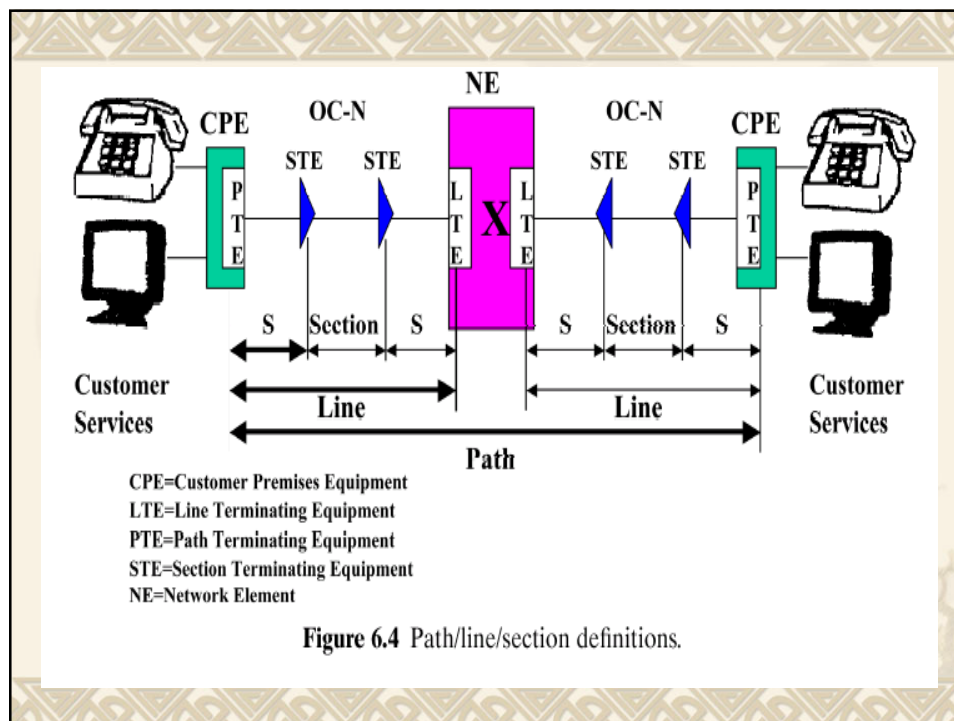 NE
OC-N
OC-N
CPE
CPE
STE
STE
STE
STE
P
T
E
L
T
E
X
L
T
E
P
T
E
S
Section
S
S
Section
S
Customer
Services
Line
Line
Customer
Services
Path
CPE=Customer Premises Equipment
LTE=Line Terminating Equipment
PTE=Path Terminating Equipment
STE=Section Terminating Equipment
NE=Network Element
Figure 6.4 Path/line/section definitions.